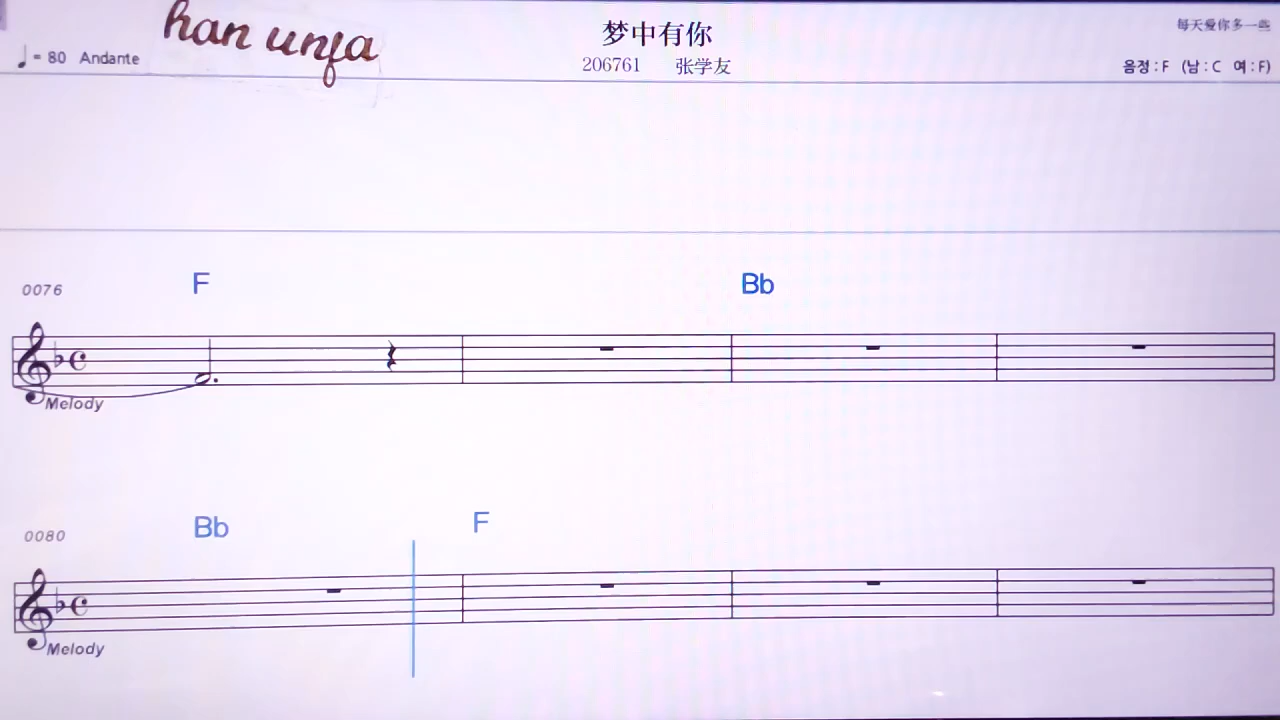 han unfa
梦中有你
每天爱你多一些
♩= 80 Andante
206761 张学友
음정 : F (남 : C 여 : F)
0076 F Bb
Melody
0080 Bb F
Melody